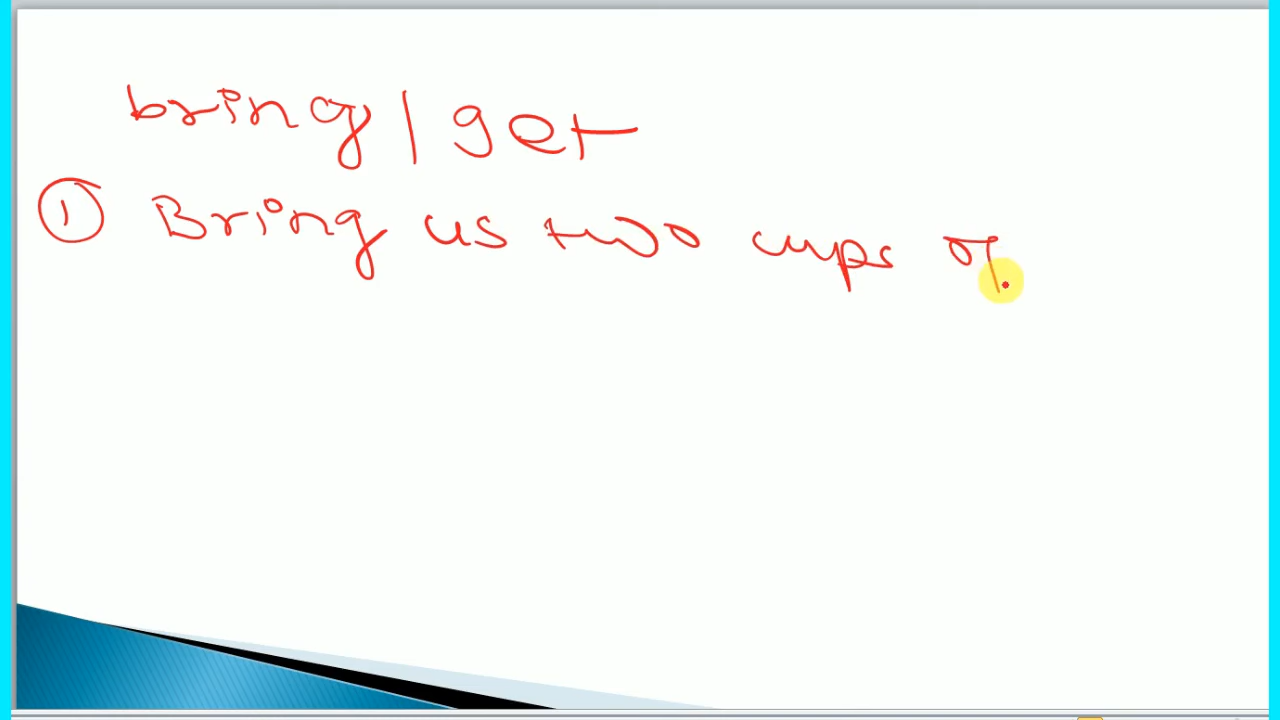 bring/get
① Bring us two cups of